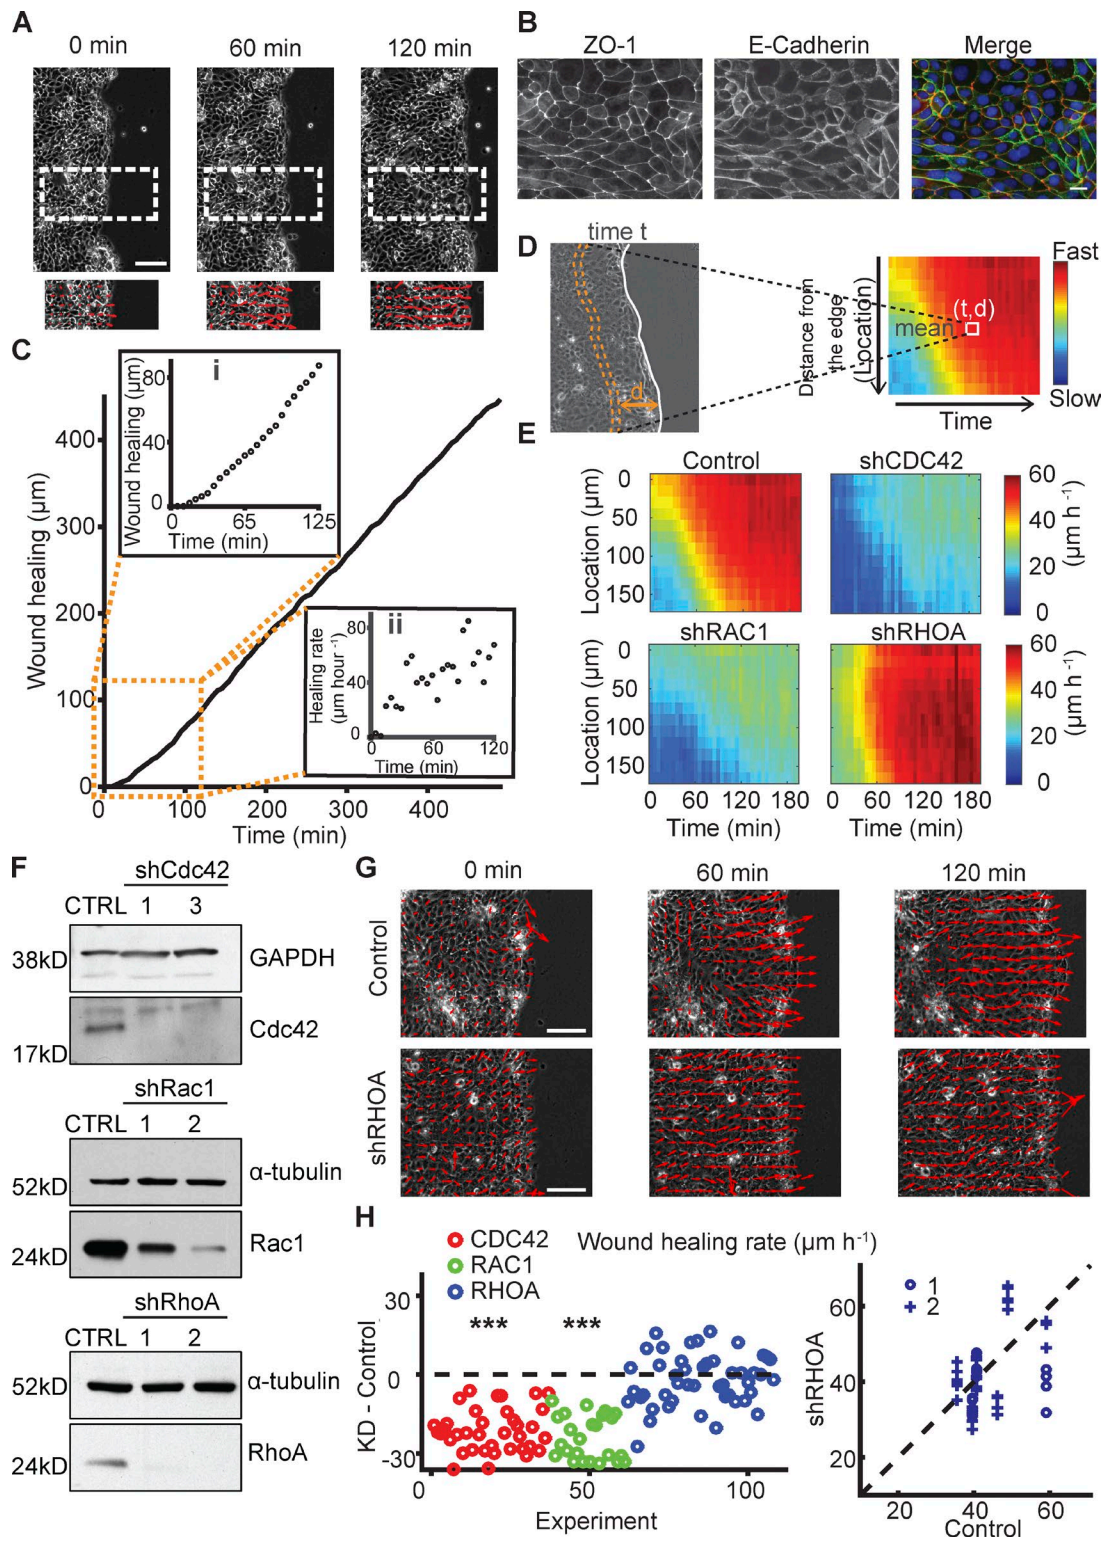 A
0 min
60 min
120 min
B
ZO-1
E-Cadherin
Merge
C
Wound healing (µm)
400
300
200
100
0
0
100
200
300
400
Time (min)
i
Wound healing (µm)
80
40
0
0
65
125
Time (min)
ii
Healing rate
(µm hour⁻¹)
80
40
0
0
60
120
Time (min)
D
time t
d
Distance from
the edge
(Location)
mean
(t,d)
Time
Fast
Slow
E
Control
shCDC42
Location (µm)
0
50
100
150
60
40
20
0
(µm h⁻¹)
shRAC1
shRHOA
Location (µm)
0
50
100
150
60
40
20
0
(µm h⁻¹)
0
60
120
180
0
60
120
180
Time (min)
Time (min)
F
shCdc42
CTRL 1 3
38kD
GAPDH
17kD
Cdc42
shRac1
CTRL 1 2
52kD
α-tubulin
24kD
Rac1
shRhoA
CTRL 1 2
52kD
α-tubulin
24kD
RhoA
G
0 min
60 min
120 min
Control
shRHOA
H
CDC42
RAC1
RHOA
Wound healing rate (µm h⁻¹)
KD - Control
30
0
-30
***
***
0
50
100
Experiment
1
2
shRHOA
60
40
20
20
40
60
Control